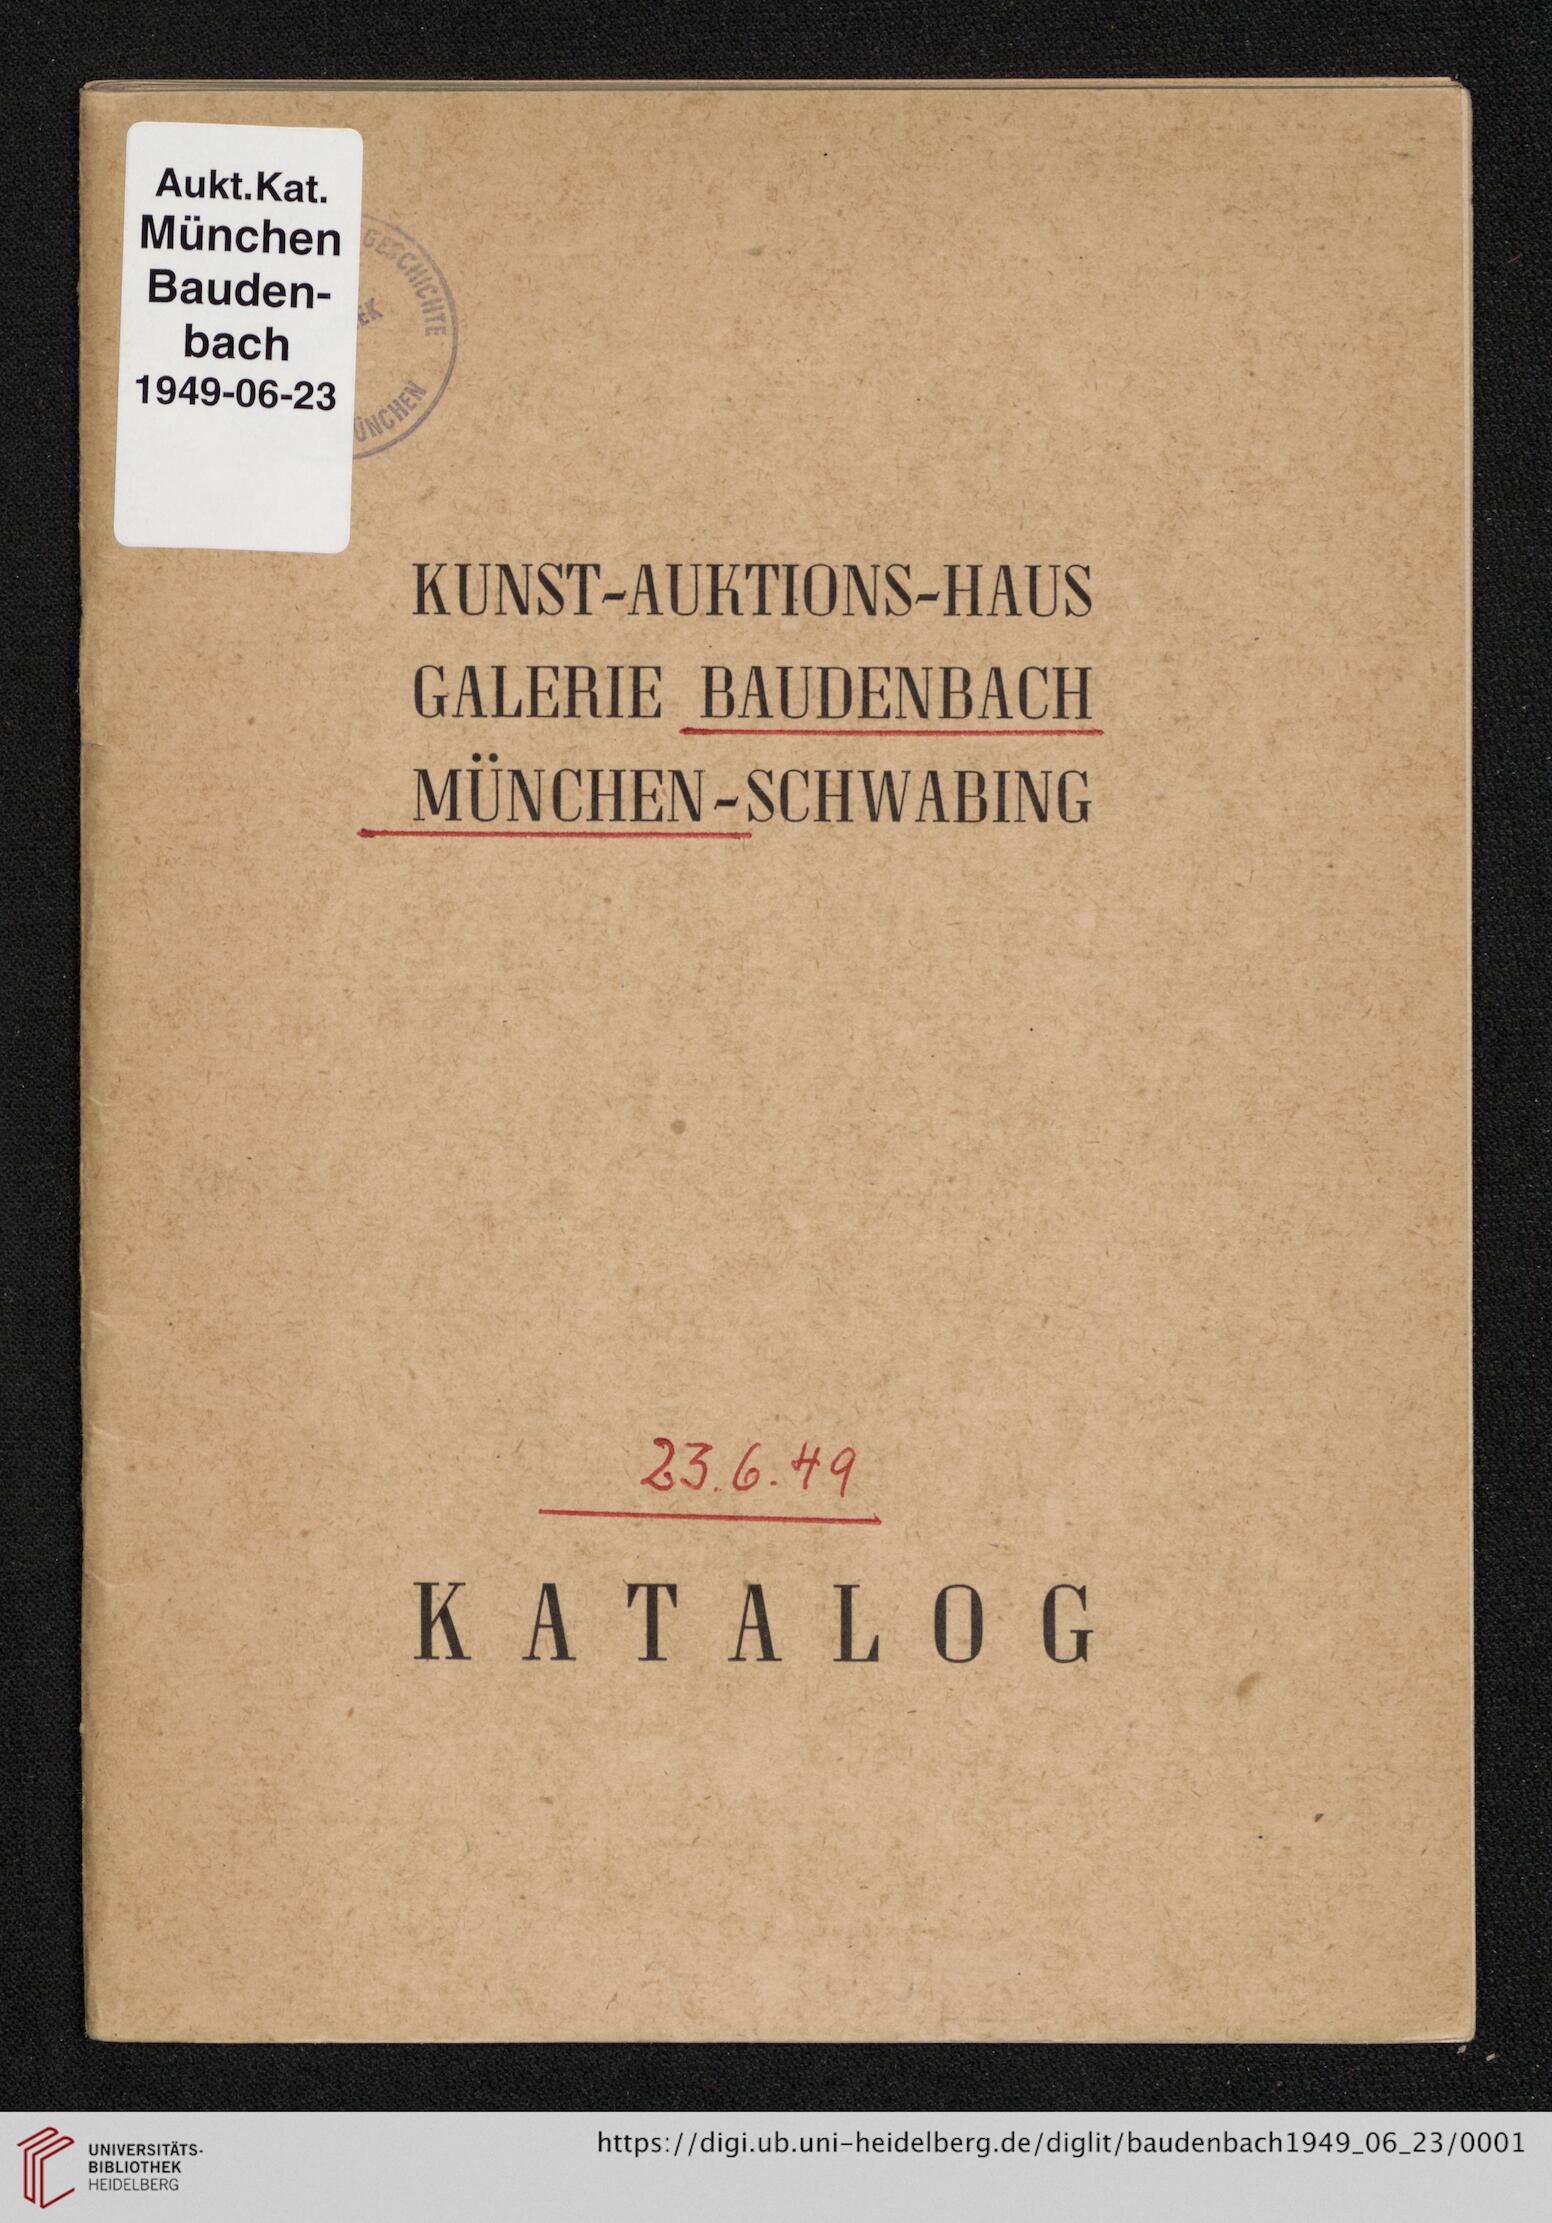 Aukt.Kat.
München
Bauden-
bach
1949-06-23
GESCHICHTE
KUNST-AUKTIONS-HAUS
GALERIE BAUDENBACH
MÜNCHEN-SCHWABING
23.6.49
KATALOG
UNIVERSITÄTS-
BIBLIOTHEK
HEIDELBERG
https://digi.ub.uni-heidelberg.de/diglit/baudenbach1949_06_23/0001